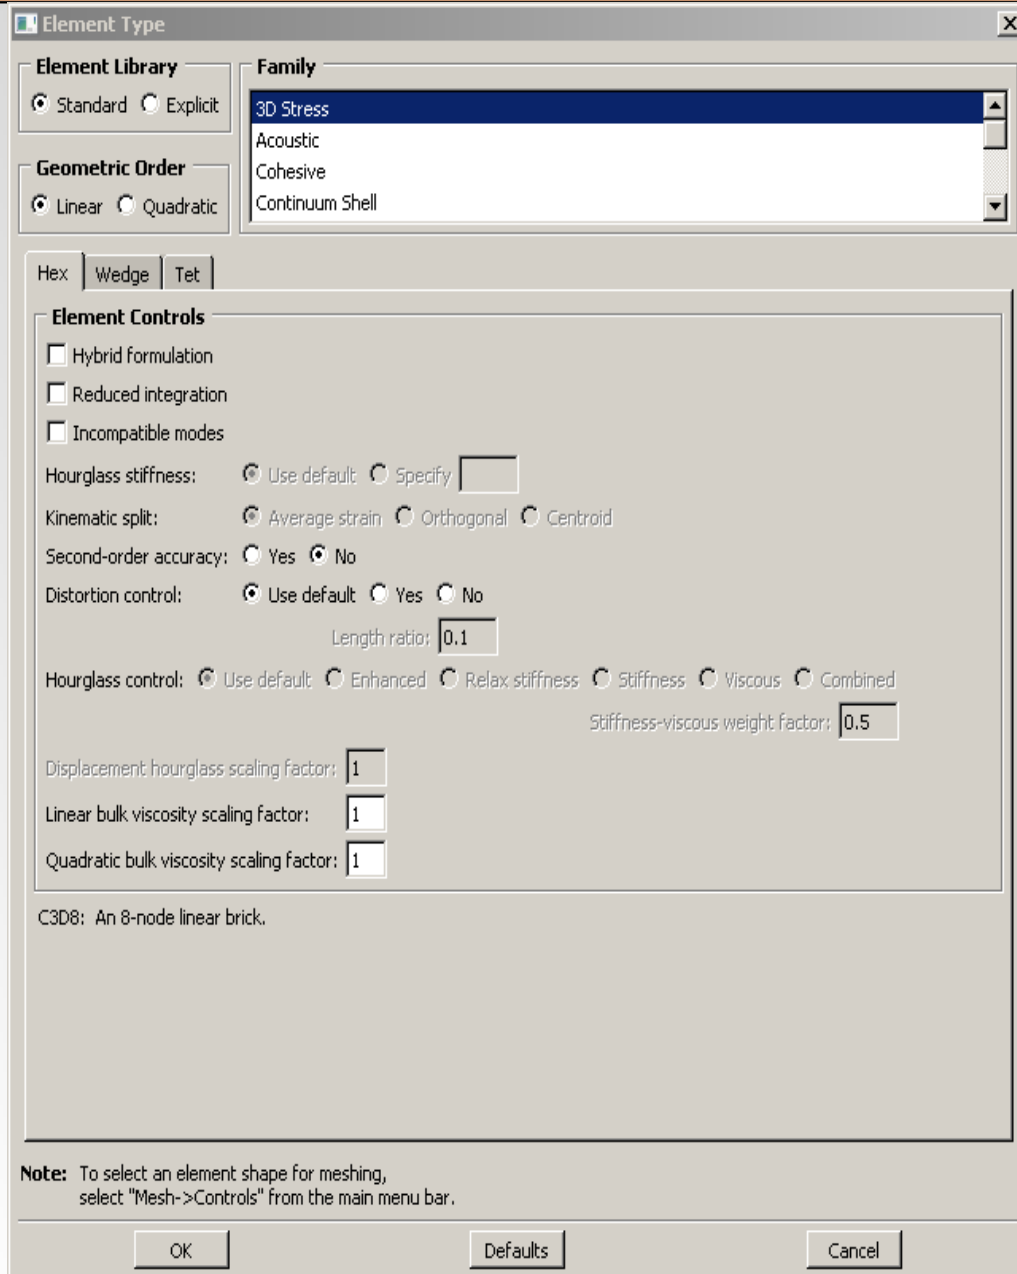 Element Type
Element Library
Standard Explicit
Family
3D Stress
Acoustic
Cohesive
Continuum Shell
Geometric Order
Linear Quadratic
Hex Wedge Tet
Element Controls
Hybrid formulation
Reduced integration
Incompatible modes
Hourglass stiffness: Use default Specify
Kinematic split: Average strain Orthogonal Centroid
Second-order accuracy: Yes No
Distortion control: Use default Yes No
Length ratio: 0.1
Hourglass control: Use default Enhanced Relax stiffness Stiffness Viscous Combined
Stiffness-viscous weight factor: 0.5
Displacement hourglass scaling factor: 1
Linear bulk viscosity scaling factor: 1
Quadratic bulk viscosity scaling factor: 1
C3D8: An 8-node linear brick.
Note: To select an element shape for meshing,
select "Mesh->Controls" from the main menu bar.
OK Defaults Cancel